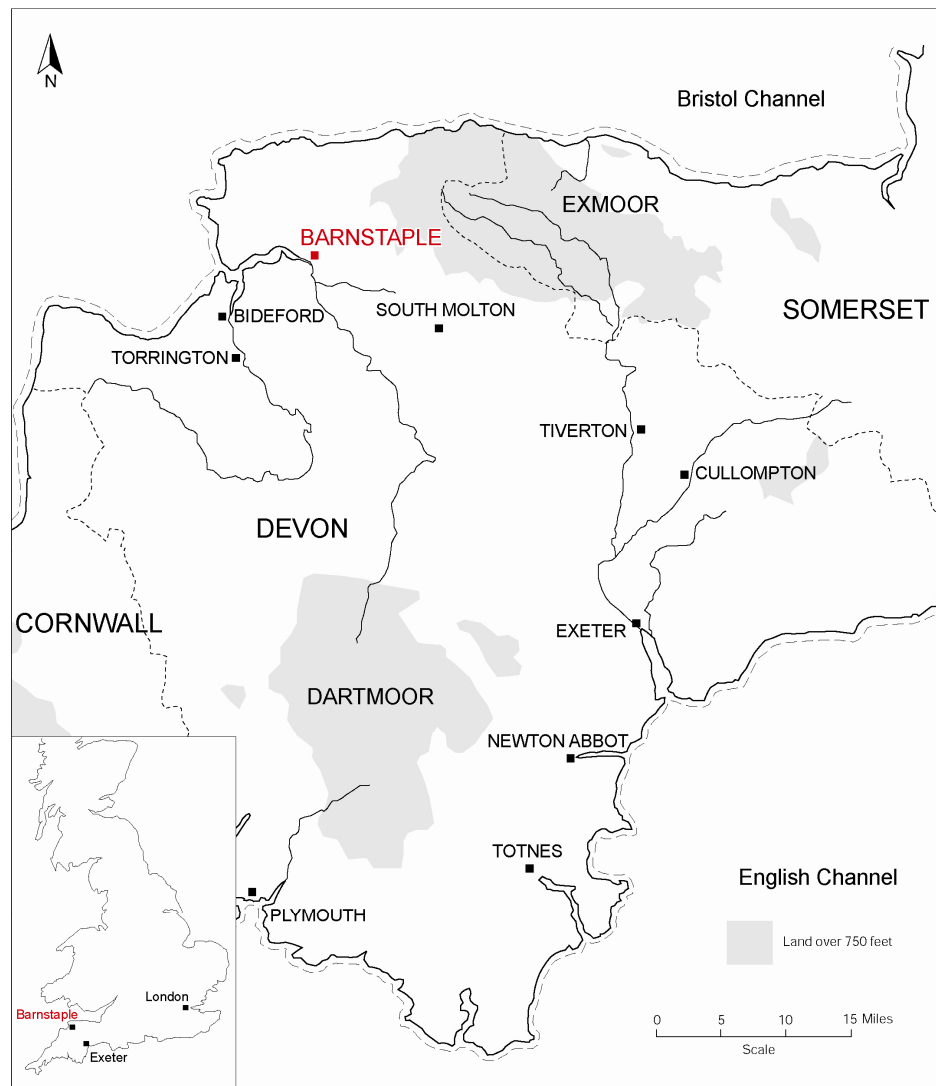 N
Bristol Channel
EXMOOR
BARNSTAPLE
SOMERSET
SOUTH MOLTON
BIDEFORD
TORRINGTON
TIVERTON
CULLOMPTON
DEVON
CORNWALL
EXETER
DARTMOOR
NEWTON ABBOT
TOTNES
English Channel
PLYMOUTH
Land over 750 feet
London
Barnstaple
Exeter
0 5 10 15 Miles
Scale